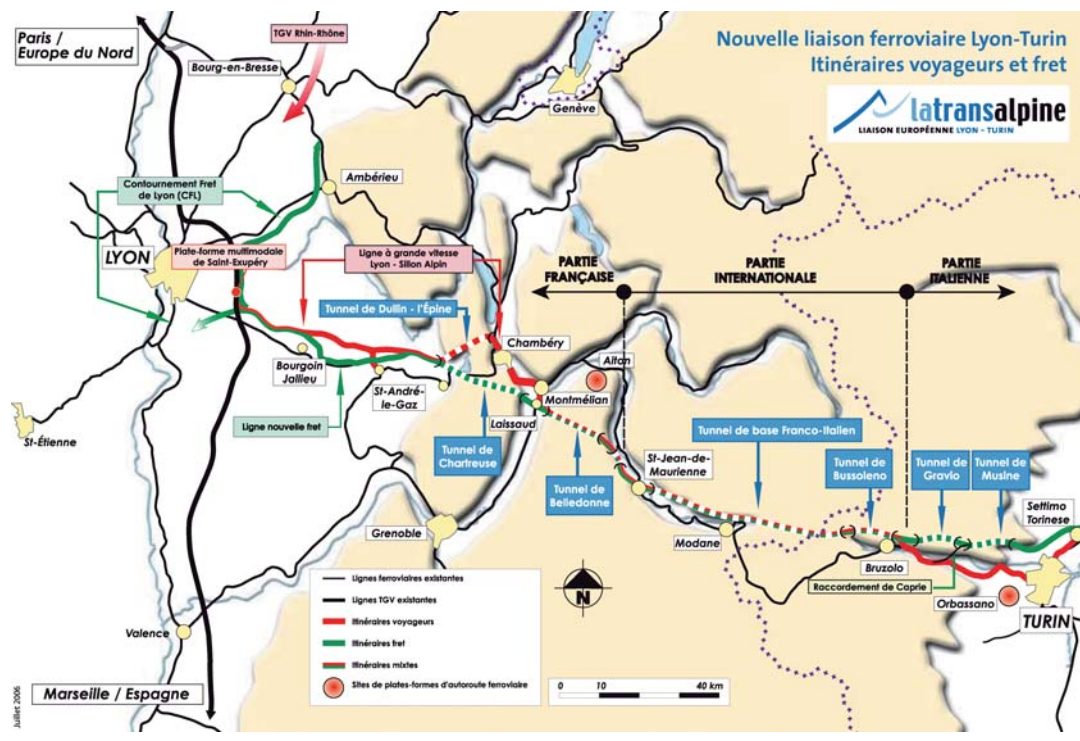 Paris /
Europe du Nord
TGV Rhin-Rhône
Nouvelle liaison ferroviaire Lyon-Turin
Itinéraires voyageurs et fret
latransalpine
LIAISON EUROPÉENNE LYON - TURIN
Bourg-en-Bresse
Genève
Contournement Fret
de Lyon (CFL)
Ambérieu
LYON
Plate-forme multimodale
de Saint-Exupéry
Ligne à grande vitesse
Lyon - Sillon Alpin
PARTIE
FRANÇAISE
PARTIE
INTERNATIONALE
PARTIE
ITALIENNE
Tunnel de Dullin - l'Épine
Chambéry
Aiton
Bourgoin
Jailieu
St-André-
le-Gaz
Montmélian
Laissaud
St-Étienne
Ligne nouvelle fret
Tunnel de
Chartreuse
Tunnel de
Belledonne
St-Jean-de-
Maurienne
Tunnel de base Franco-Italien
Tunnel de
Bussoleno
Tunnel de
Gravio
Tunnel de
Musine
Settimo
Torinese
Grenoble
Modane
Bruzolo
Raccordement de Caprie
Orbassano
TURIN
Lignes ferroviaires existantes
Lignes TGV existantes
Itinéraires voyageurs
Itinéraires fret
Itinéraires mixtes
Sites de plates-formes d'autoroute ferroviaire
N
0 10 40 km
Valence
Marseille / Espagne
Juillet 2006